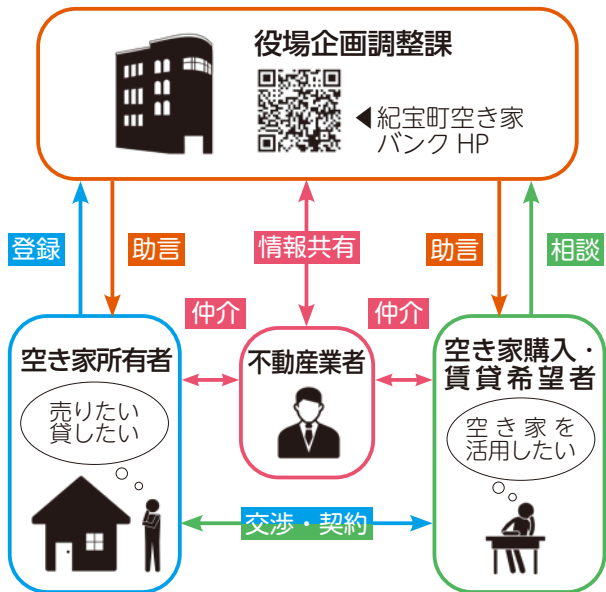 役場企画調整課
◀紀宝町空き家
バンク HP
登録
助言
情報共有
助言
相談
仲介
仲介
空き家所有者
売りたい
貸したい
不動産業者
空き家購入・
賃貸希望者
空き家を
活用したい
交渉・契約